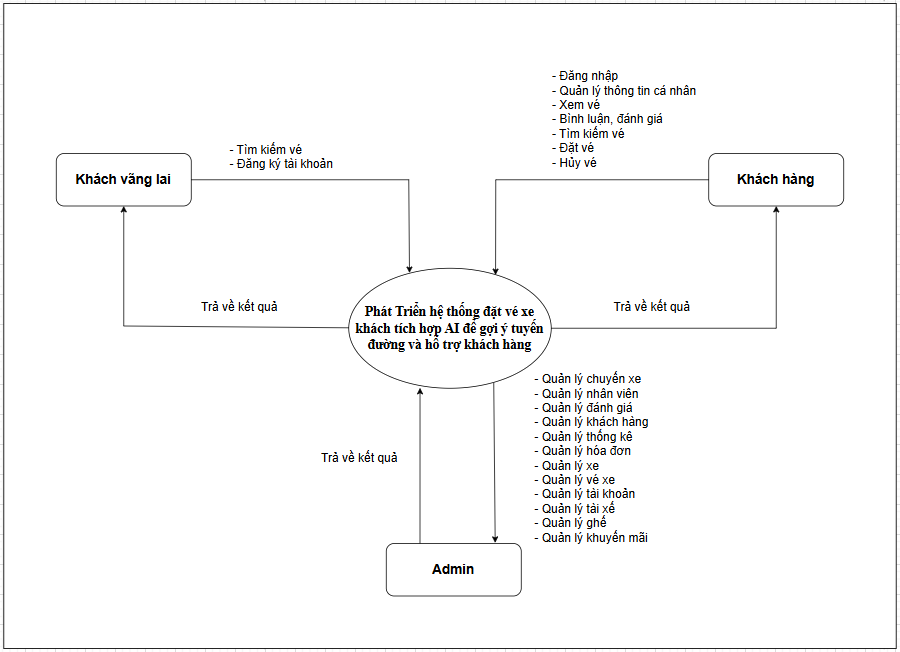 - Đăng nhập
- Quản lý thông tin cá nhân
- Xem vé
- Bình luận, đánh giá
- Tìm kiếm vé
- Đặt vé
- Hủy vé
- Tìm kiếm vé
- Đăng ký tài khoản
Khách vãng lai
Khách hàng
Trả về kết quả
Trả về kết quả
Phát Triển hệ thống đặt vé xe
khách tích hợp AI để gợi ý tuyến
đường và hỗ trợ khách hàng
- Quản lý chuyến xe
- Quản lý nhân viên
- Quản lý đánh giá
- Quản lý khách hàng
- Quản lý thống kê
- Quản lý hóa đơn
- Quản lý xe
- Quản lý vé xe
- Quản lý tài khoản
- Quản lý tài xế
- Quản lý ghế
- Quản lý khuyến mãi
Trả về kết quả
Admin